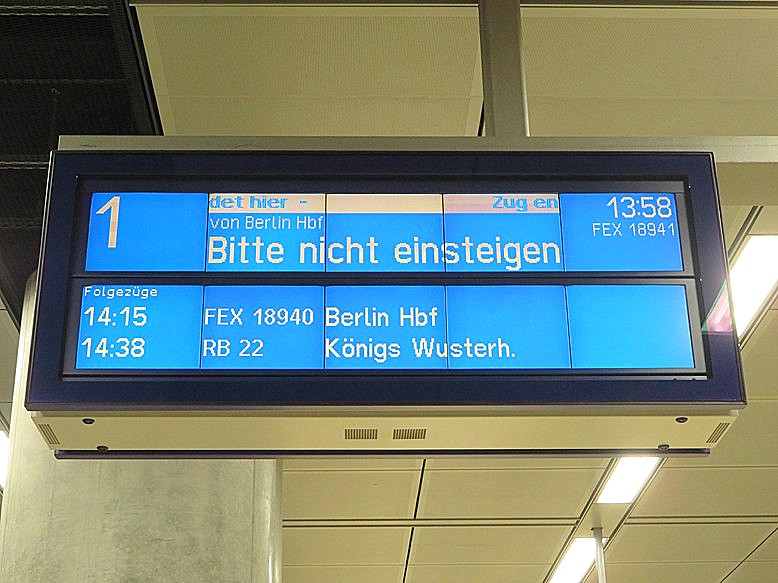 1
det hier - Zug en
13:58
von Berlin Hbf
FEX 18941
Bitte nicht einsteigen
Folgezüge
14:15 FEX 18940 Berlin Hbf
14:38 RB 22 Königs Wusterh.